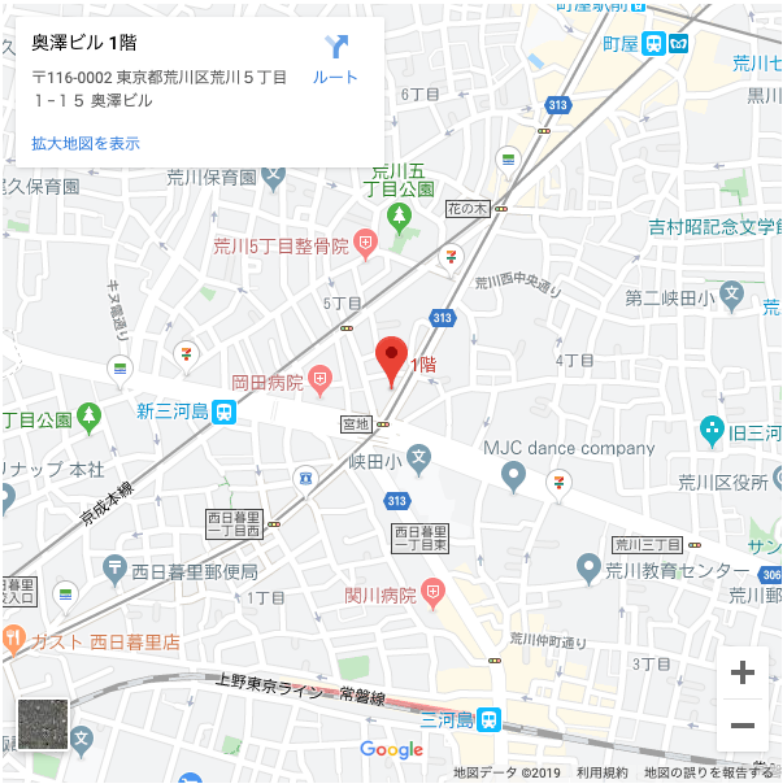 奥澤ビル 1階
ルート
〒116-0002 東京都荒川区荒川５丁目
１−１５ 奥澤ビル
拡大地図を表示
町屋駅前
町屋
荒川七
黒川
6丁目
313
尾久保育園
荒川保育園
荒川五
丁目公園
花の木
吉村昭記念文学館
荒川5丁目整骨院
荒川西中央通り
キヌ電通り
5丁目
第二峡田小
荒
313
4丁目
1階
岡田病院
新三河島
丁目公園
宮地
旧三河
MJC dance company
峡田小
リナップ 本社
荒川区役所
京成本線
313
西日暮里
一丁目西
西日暮里
一丁目東
荒川三丁目
サン
西日暮里郵便局
荒川教育センター
306
荒川郵
日暮里
入口
1丁目
関川病院
ガスト 西日暮里店
荒川仲町通り
3丁目
上野東京ライン 常磐線
三河島
+
−
Google
地図データ ©2019 利用規約 地図の誤りを報告する